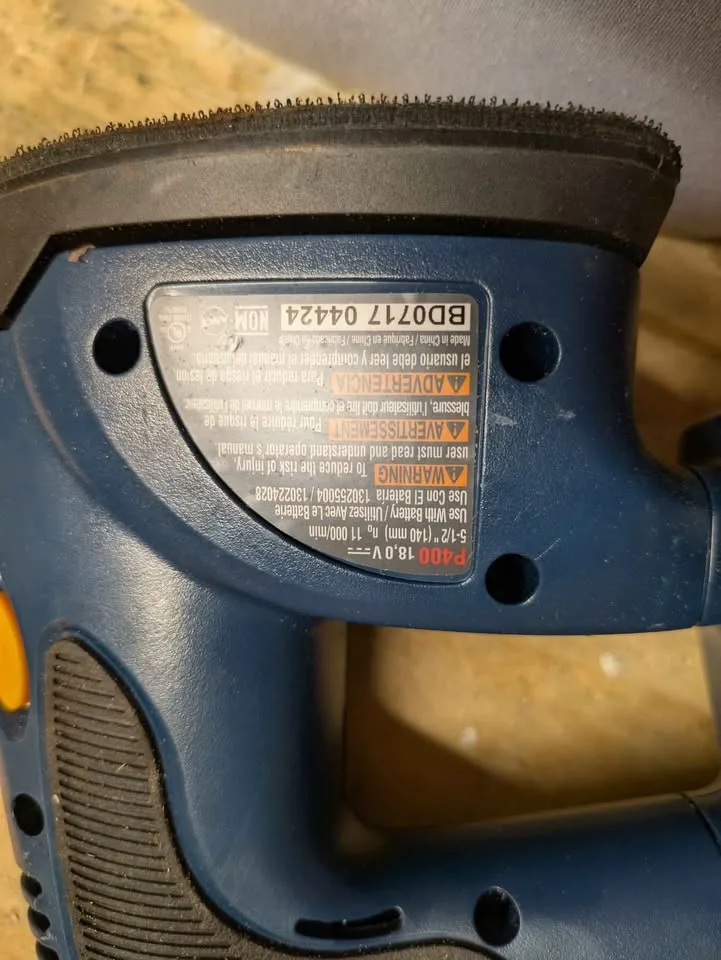 P400 18,0 V
5-1/2" (140 mm) n₀ 11 000/min
Use With Battery / Utilisez Avec Le Batterie
Use Con El Bateria 130255004 / 130224028
WARNING To reduce the risk of injury,
user must read and understand operator's manual
AVERTISSEMENT Pour réduire le risque de
blessure, l'utilisateur doit lire et comprendre le manuel de l'utilisateur
ADVERTENCIA Para reducir el riesgo de lesion
el usuario debe leer y comprender el manual del usuario
Made in China / Fabriqué en Chine / Fabricado en China
BD0717 04424 NOM